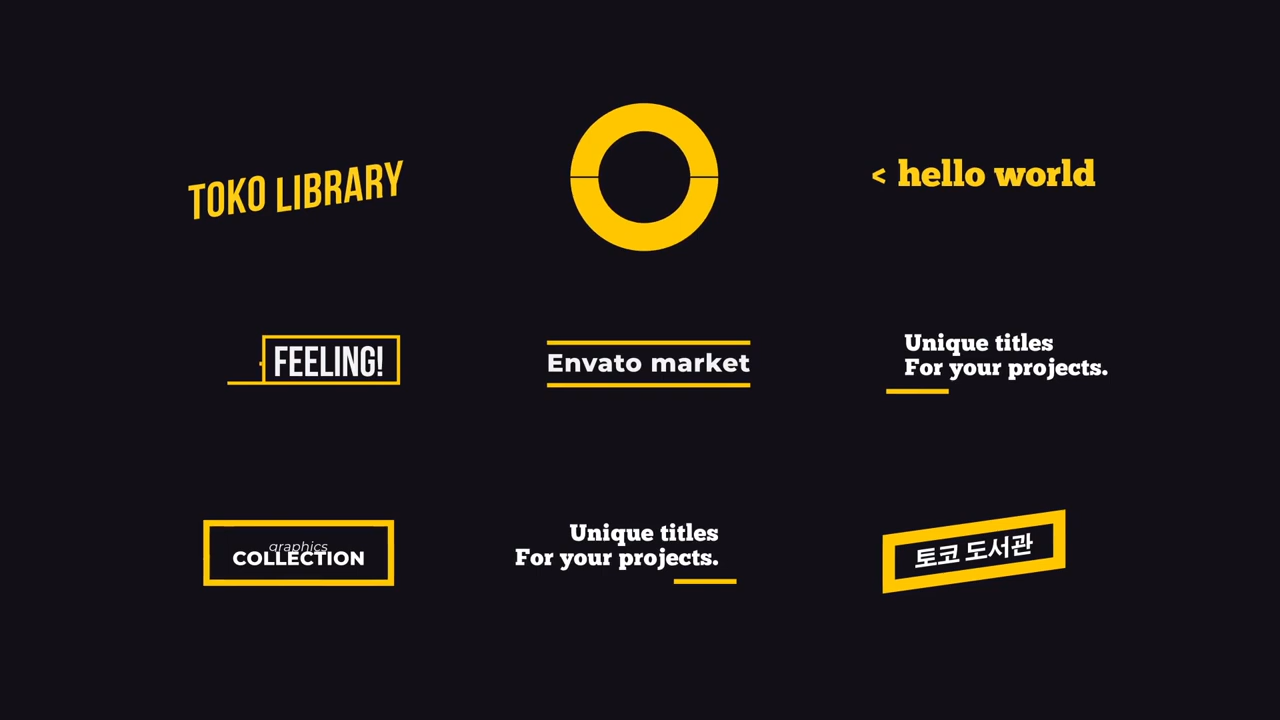 TOKO LIBRARY
< hello world
FEELING!
Envato market
Unique titles
For your projects.
graphics
COLLECTION
Unique titles
For your projects.
토코 도서관